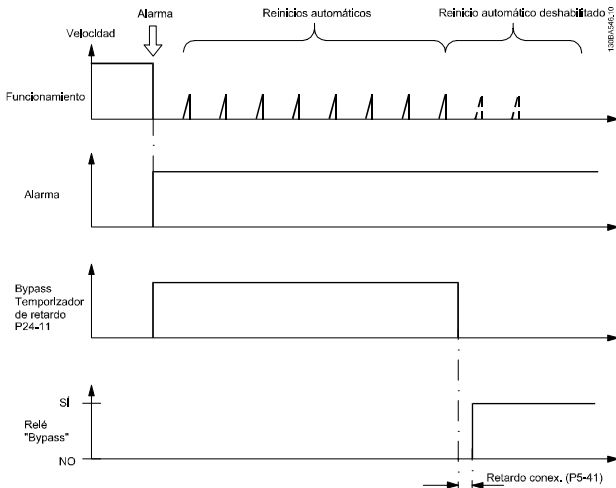 Alarma
Reinicios automáticos
Reinicio automático deshabilitado
130BA546.10
Velocidad
Funcionamiento
Alarma
Bypass
Temporizador
de retardo
P24-11
SÍ
Relé
"Bypass"
NO
Retardo conex. (P5-41)